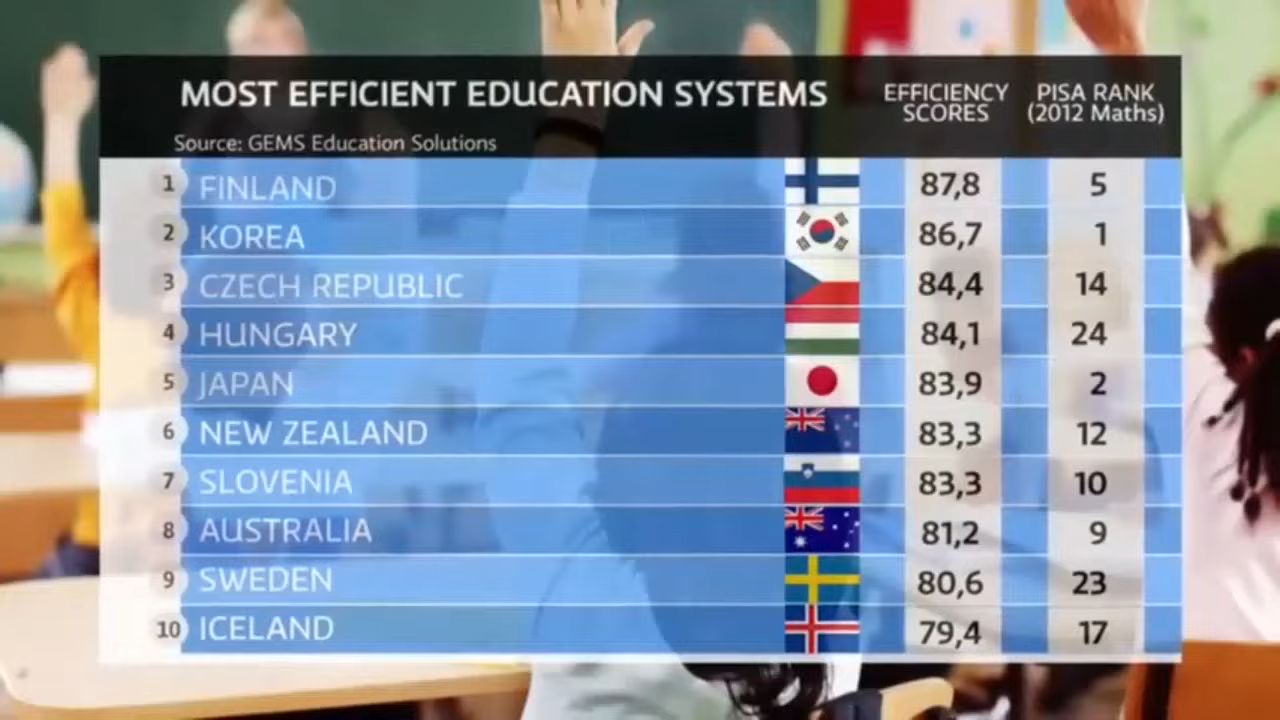 MOST EFFICIENT EDUCATION SYSTEMS EFFICIENCY SCORES PISA RANK (2012 Maths)
Source: GEMS Education Solutions
1 FINLAND 87,8 5
2 KOREA 86,7 1
3 CZECH REPUBLIC 84,4 14
4 HUNGARY 84,1 24
5 JAPAN 83,9 2
6 NEW ZEALAND 83,3 12
7 SLOVENIA 83,3 10
8 AUSTRALIA 81,2 9
9 SWEDEN 80,6 23
10 ICELAND 79,4 17